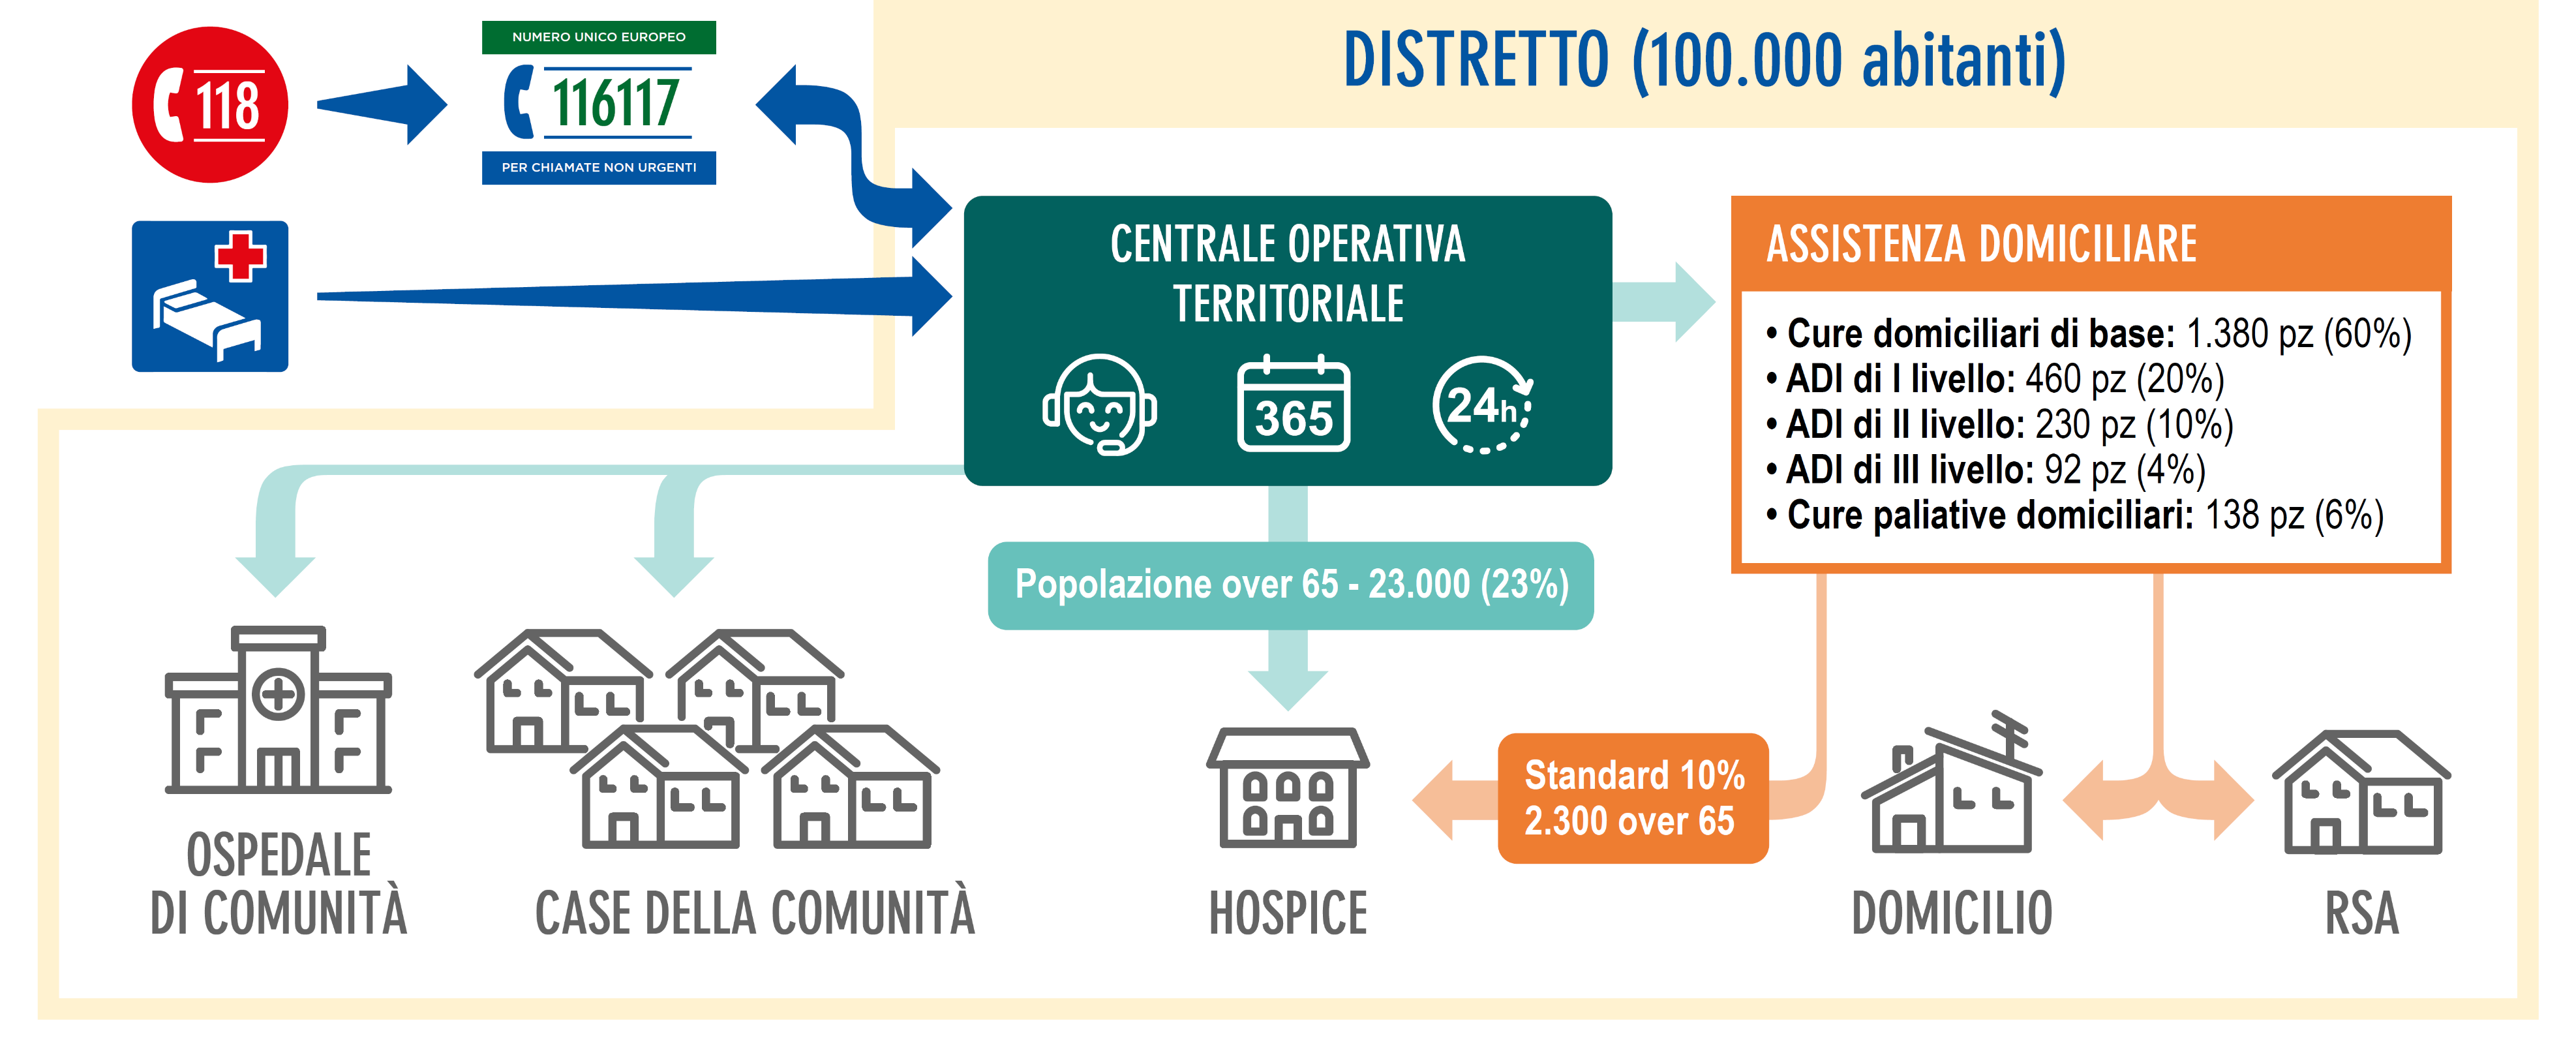 118
NUMERO UNICO EUROPEO
116117
PER CHIAMATE NON URGENTI
DISTRETTO (100.000 abitanti)
CENTRALE OPERATIVA
TERRITORIALE
365
24h
ASSISTENZA DOMICILIARE
• Cure domiciliari di base: 1.380 pz (60%)
• ADI di I livello: 460 pz (20%)
• ADI di II livello: 230 pz (10%)
• ADI di III livello: 92 pz (4%)
• Cure paliative domiciliari: 138 pz (6%)
Popolazione over 65 - 23.000 (23%)
Standard 10%
2.300 over 65
OSPEDALE
DI COMUNITÀ
CASE DELLA COMUNITÀ
HOSPICE
DOMICILIO
RSA